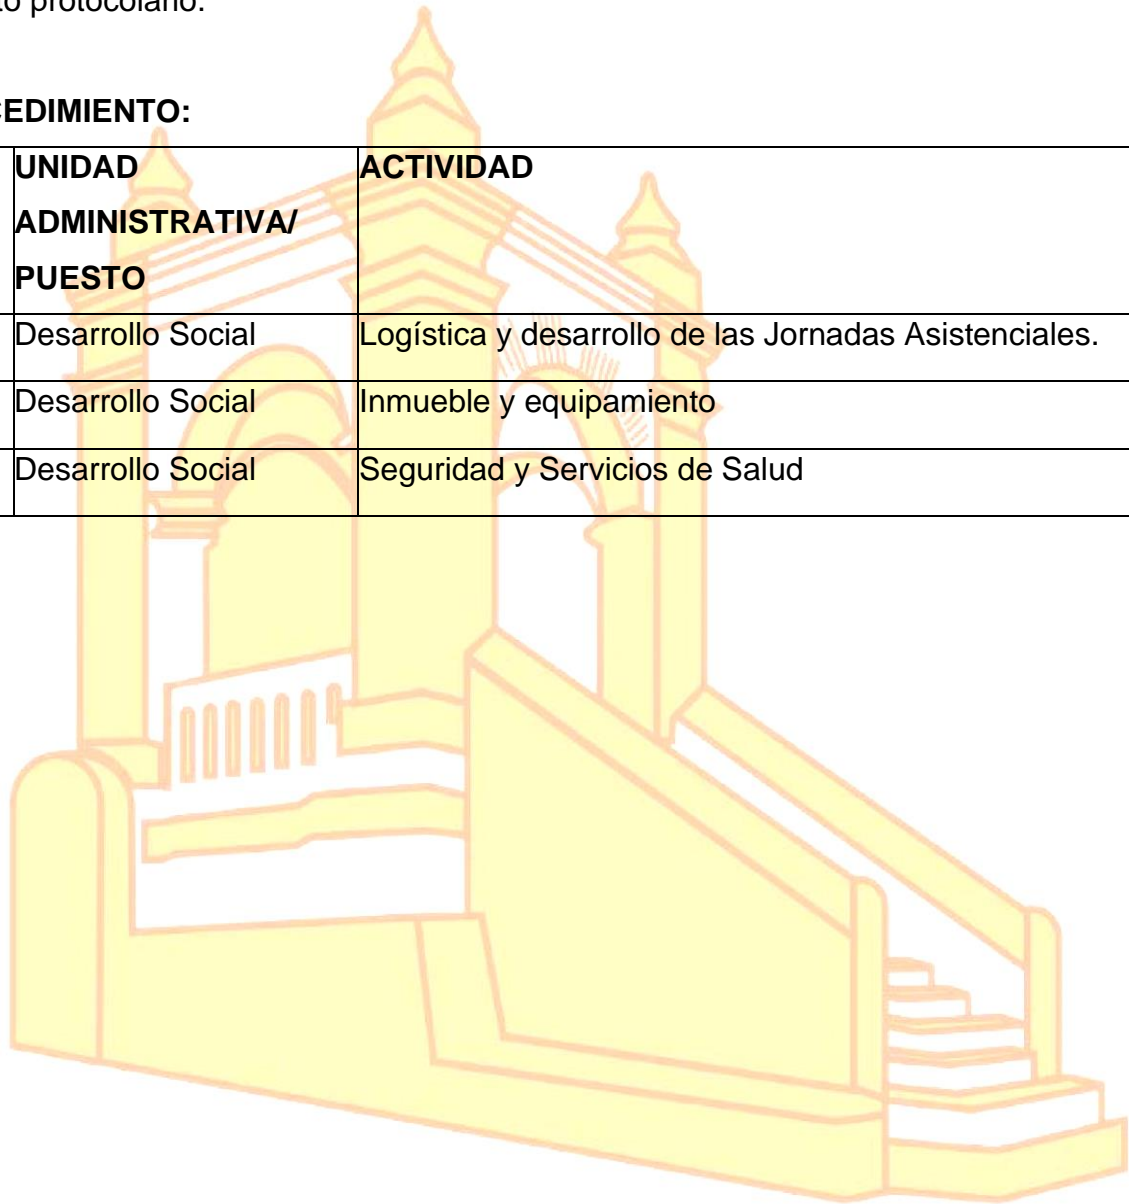 to protocolario.
CEDIMIENTO:
UNIDAD ACTIVIDAD
ADMINISTRATIVA/
PUESTO
Desarrollo Social Logística y desarrollo de las Jornadas Asistenciales.
Desarrollo Social Inmueble y equipamiento
Desarrollo Social Seguridad y Servicios de Salud